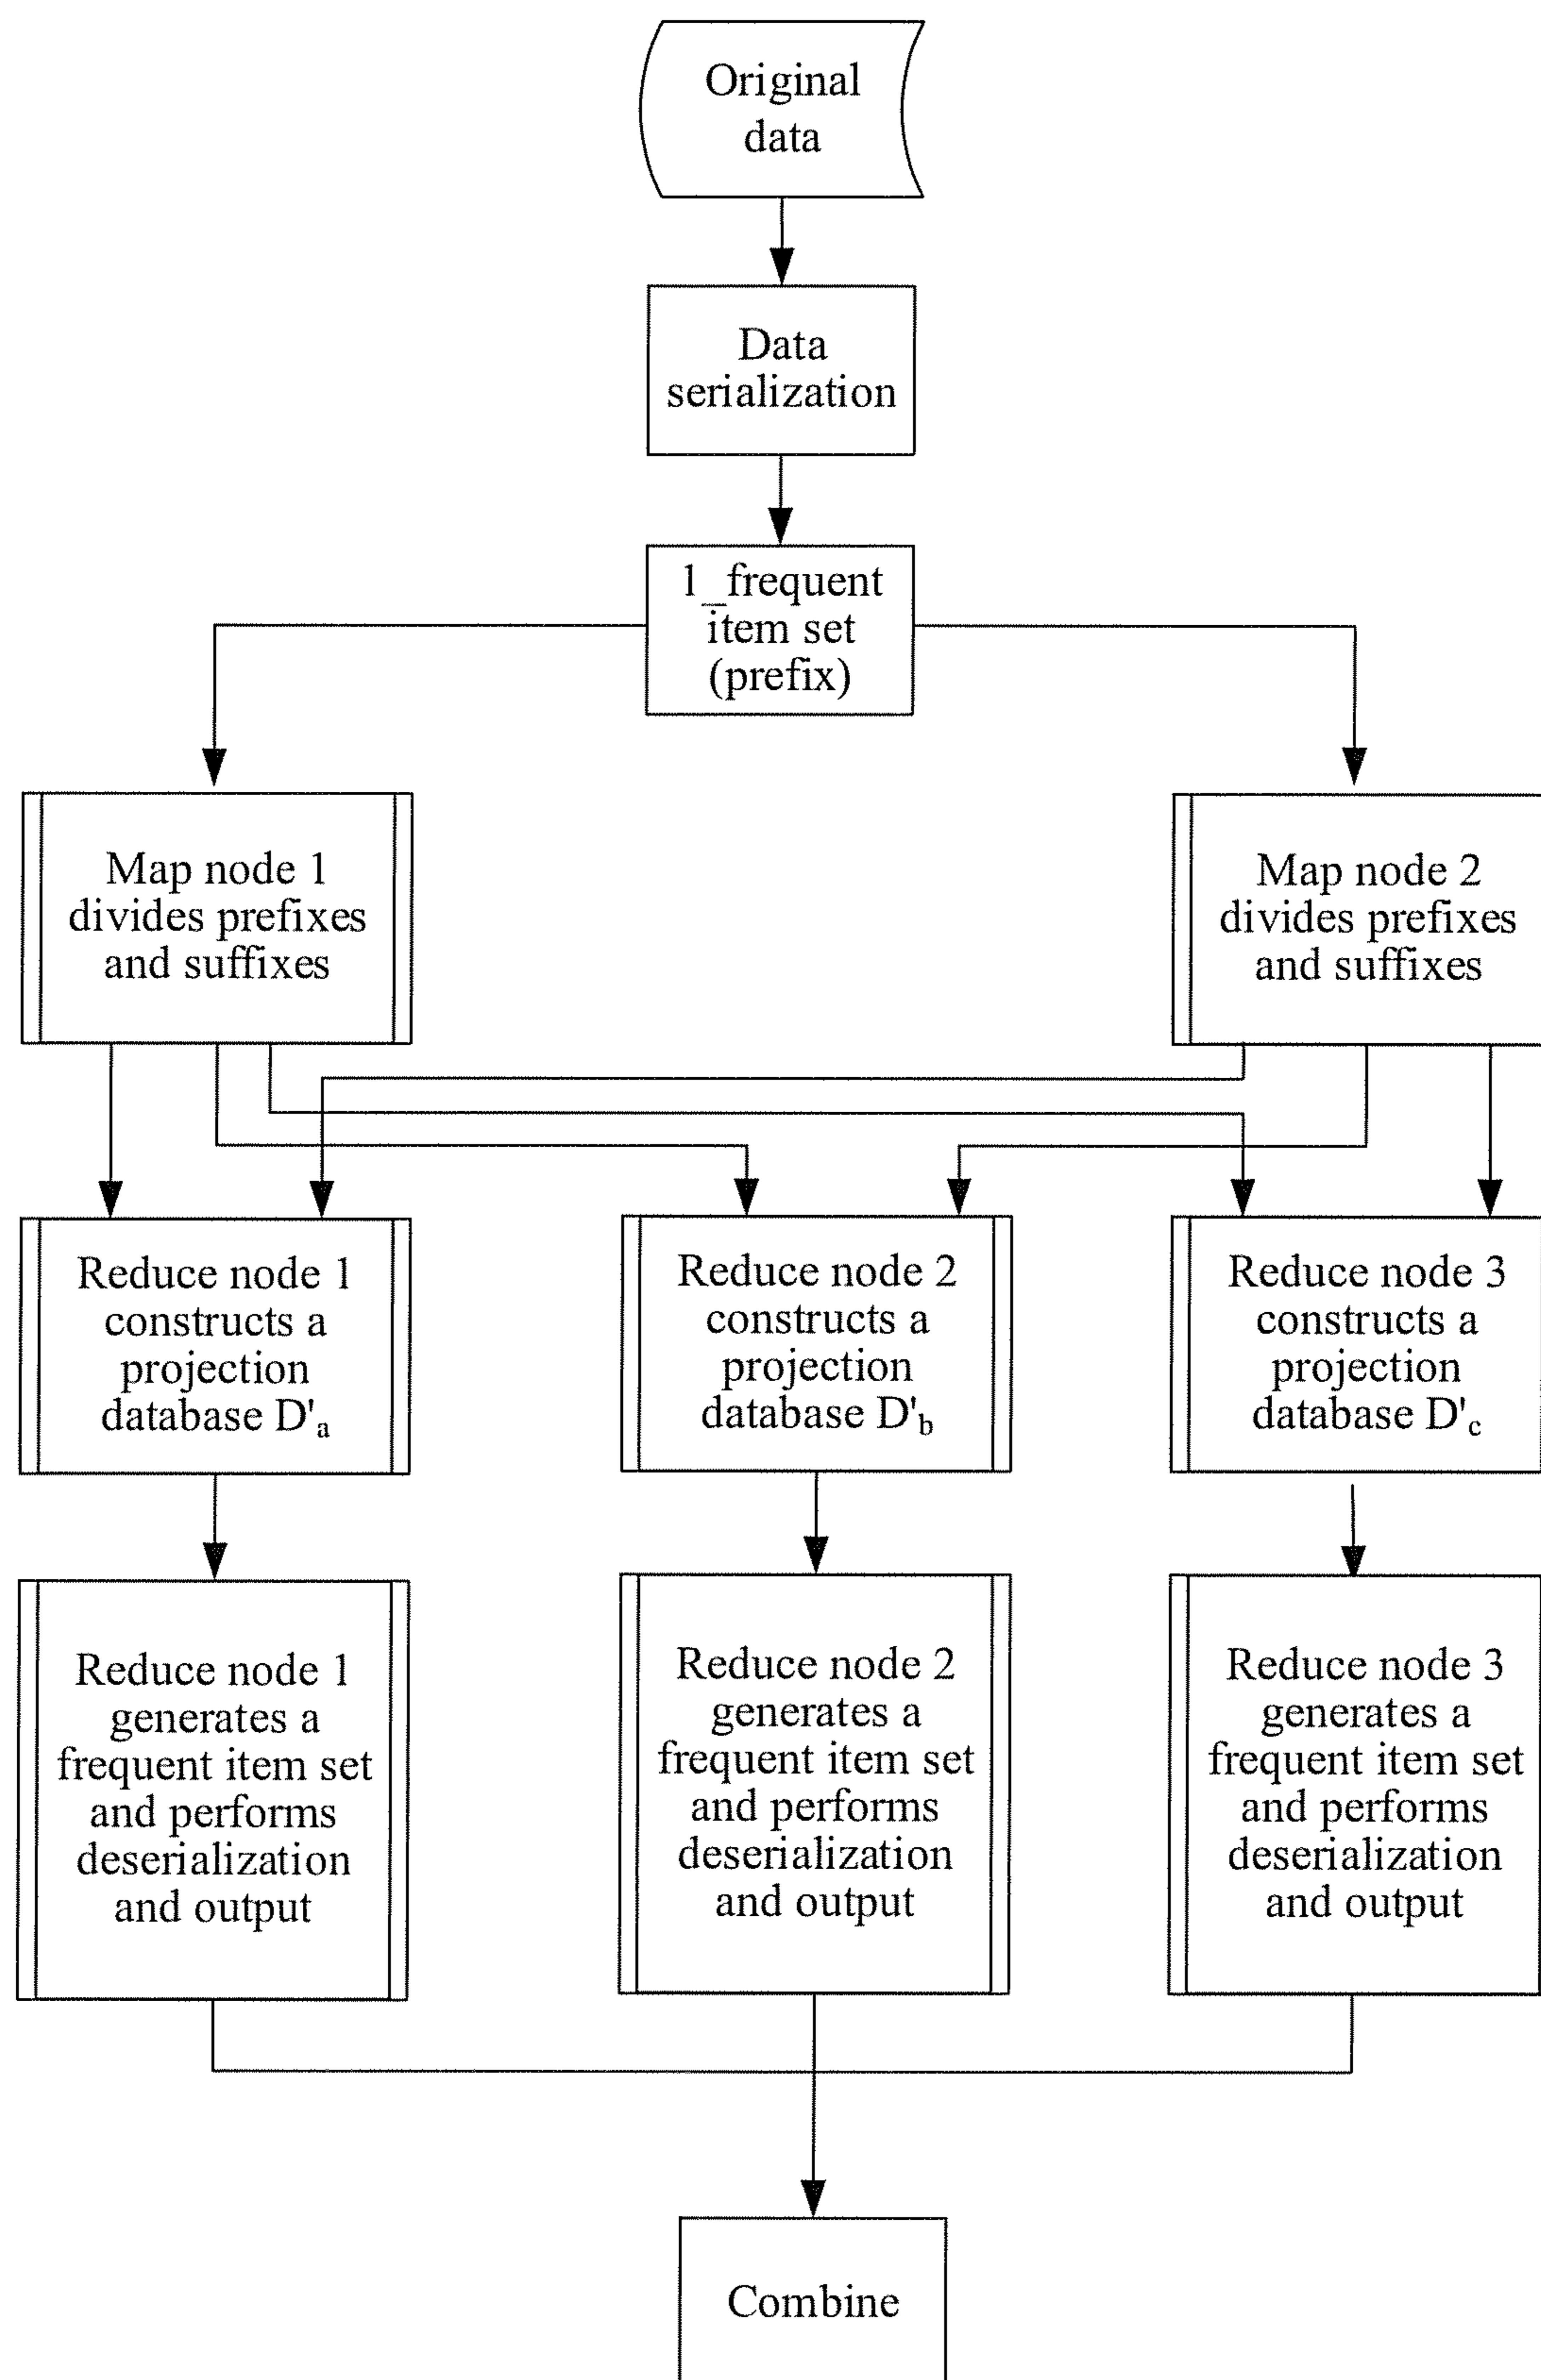 Original
data
Data
serialization
1_frequent
item set
(prefix)
Map node 1
divides prefixes
and suffixes
Map node 2
divides prefixes
and suffixes
Reduce node 1
constructs a
projection
database D'a
Reduce node 2
constructs a
projection
database D'b
Reduce node 3
constructs a
projection
database D'c
Reduce node 1
generates a
frequent item set
and performs
deserialization
and output
Reduce node 2
generates a
frequent item set
and performs
deserialization
and output
Reduce node 3
generates a
frequent item set
and performs
deserialization
and output
Combine